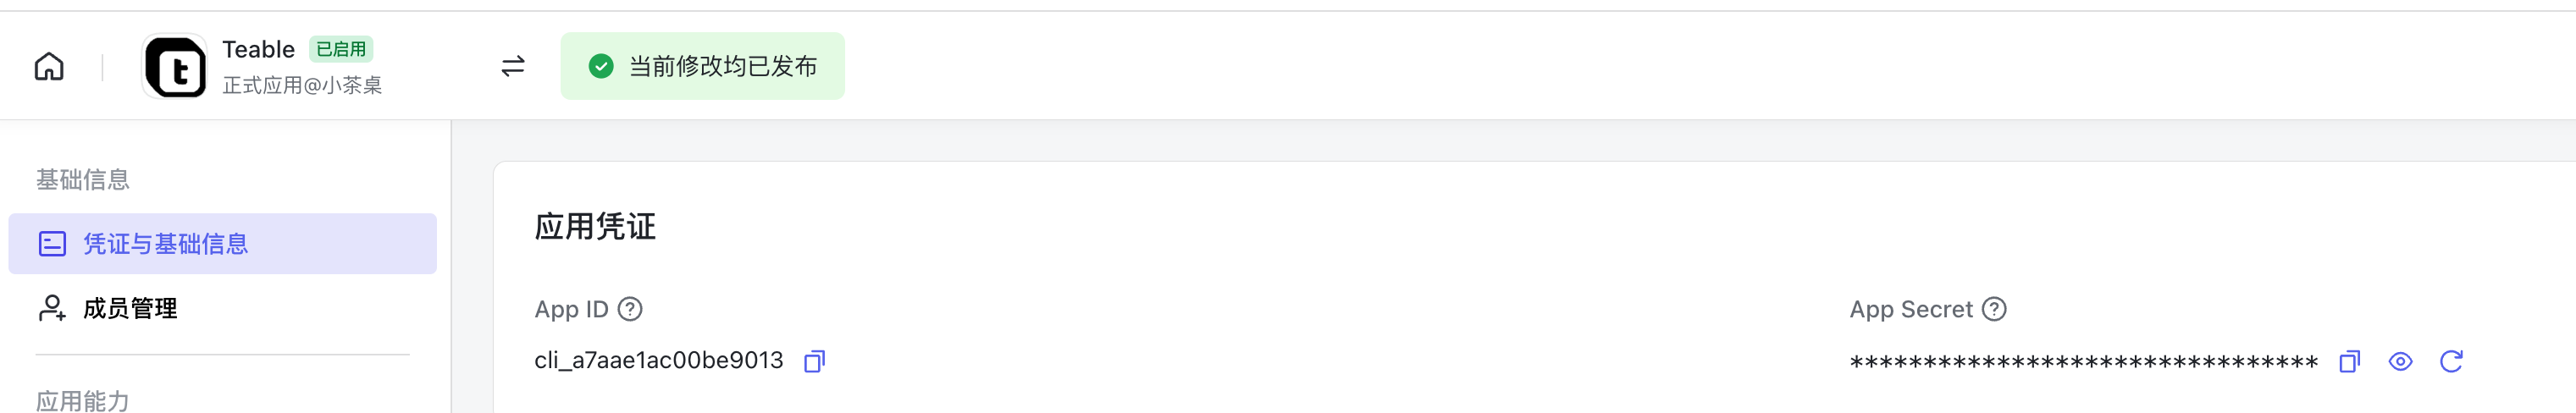 Teable 已启用
正式应用@小茶桌
当前修改均已发布
基础信息
凭证与基础信息
成员管理
应用能力
应用凭证
App ID
cli_a7aae1ac00be9013
App Secret
********************************